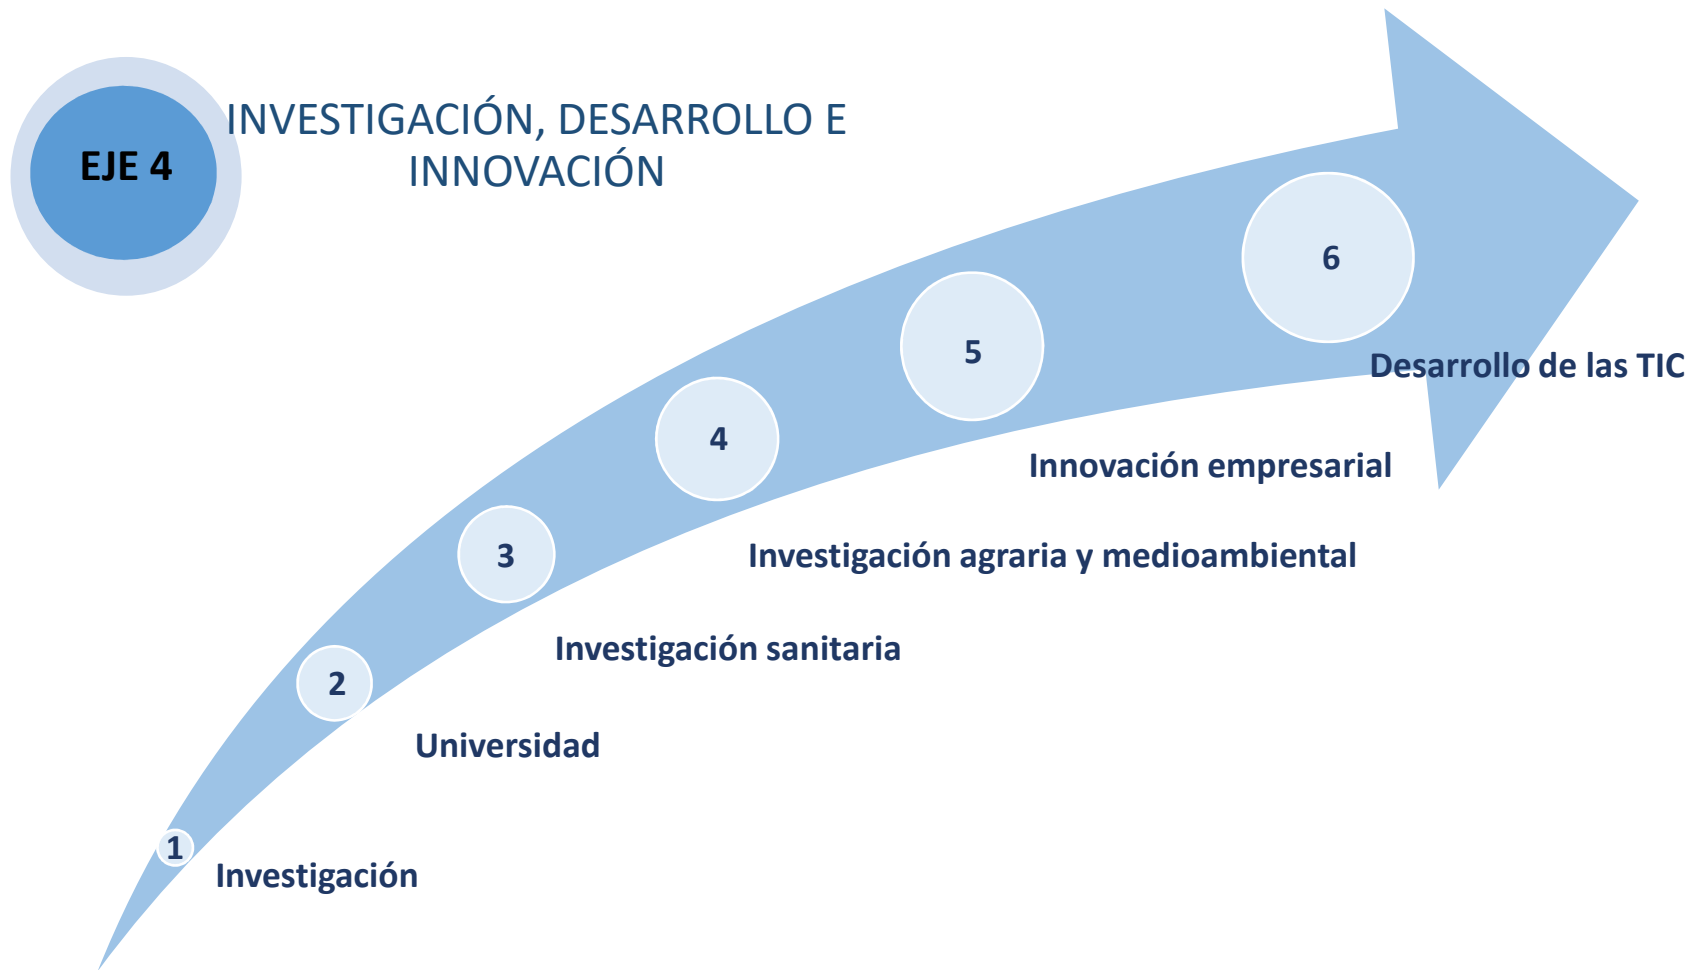 EJE 4
INVESTIGACIÓN, DESARROLLO E
INNOVACIÓN
1
Investigación
2
Universidad
3
Investigación sanitaria
4
Investigación agraria y medioambiental
5
Innovación empresarial
6
Desarrollo de las TIC